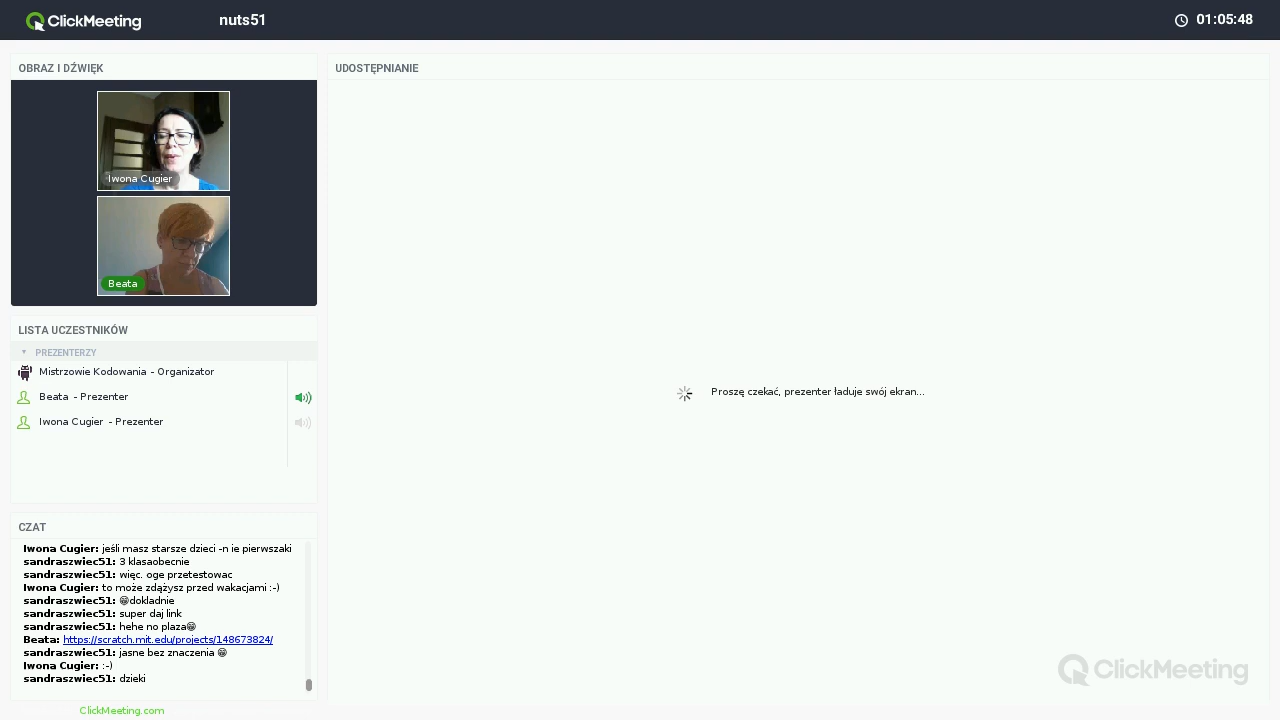 ClickMeeting
nuts51
01:05:48
OBRAZ I DŹWIĘK
Iwona Cugier
Beata
LISTA UCZESTNIKÓW
PREZENTERZY
Mistrzowie Kodowania - Organizator
Beata - Prezenter
Iwona Cugier - Prezenter
CZAT
Iwona Cugier: jeśli masz starsze dzieci -n ie pierwszaki
sandraszwiec51: 3 klasaobecnie
sandraszwiec51: więc. oge przetestowac
Iwona Cugier: to może zdążysz przed wakacjami :-)
sandraszwiec51: 😁dokladnie
sandraszwiec51: super daj link
sandraszwiec51: hehe no plaza😁
Beata: https://scratch.mit.edu/projects/148673824/
sandraszwiec51: jasne bez znaczenia 😁
Iwona Cugier: :-)
sandraszwiec51: dzieki
ClickMeeting.com
UDOSTĘPNIANIE
Proszę czekać, prezenter ładuje swój ekran...
ClickMeeting